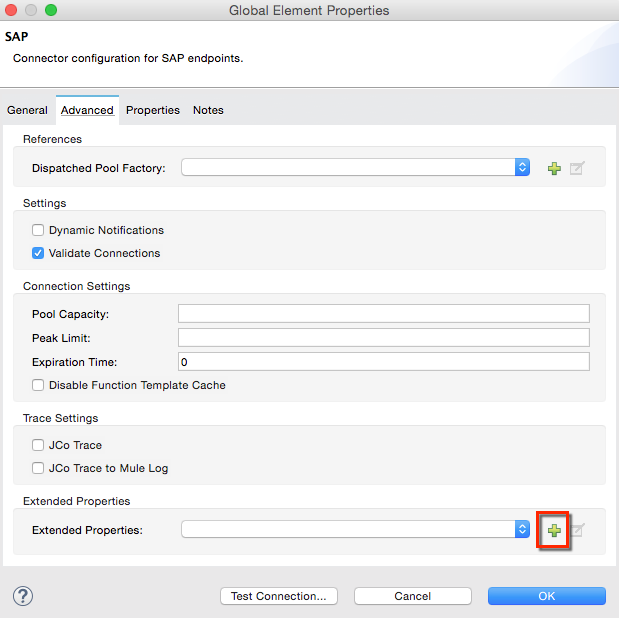 Global Element Properties
SAP
Connector configuration for SAP endpoints.
General Advanced Properties Notes
References
Dispatched Pool Factory:
Settings
Dynamic Notifications
Validate Connections
Connection Settings
Pool Capacity:
Peak Limit:
Expiration Time: 0
Disable Function Template Cache
Trace Settings
JCo Trace
JCo Trace to Mule Log
Extended Properties
Extended Properties:
? Test Connection... Cancel OK